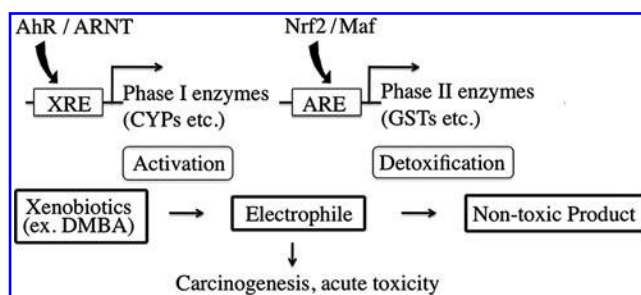 AhR / ARNT
Nrf2 / Maf
XRE
Phase I enzymes
(CYPs etc.)
ARE
Phase II enzymes
(GSTs etc.)
Activation
Detoxification
Xenobiotics
(ex. DMBA)
Electrophile
Non-toxic Product
Carcinogenesis, acute toxicity